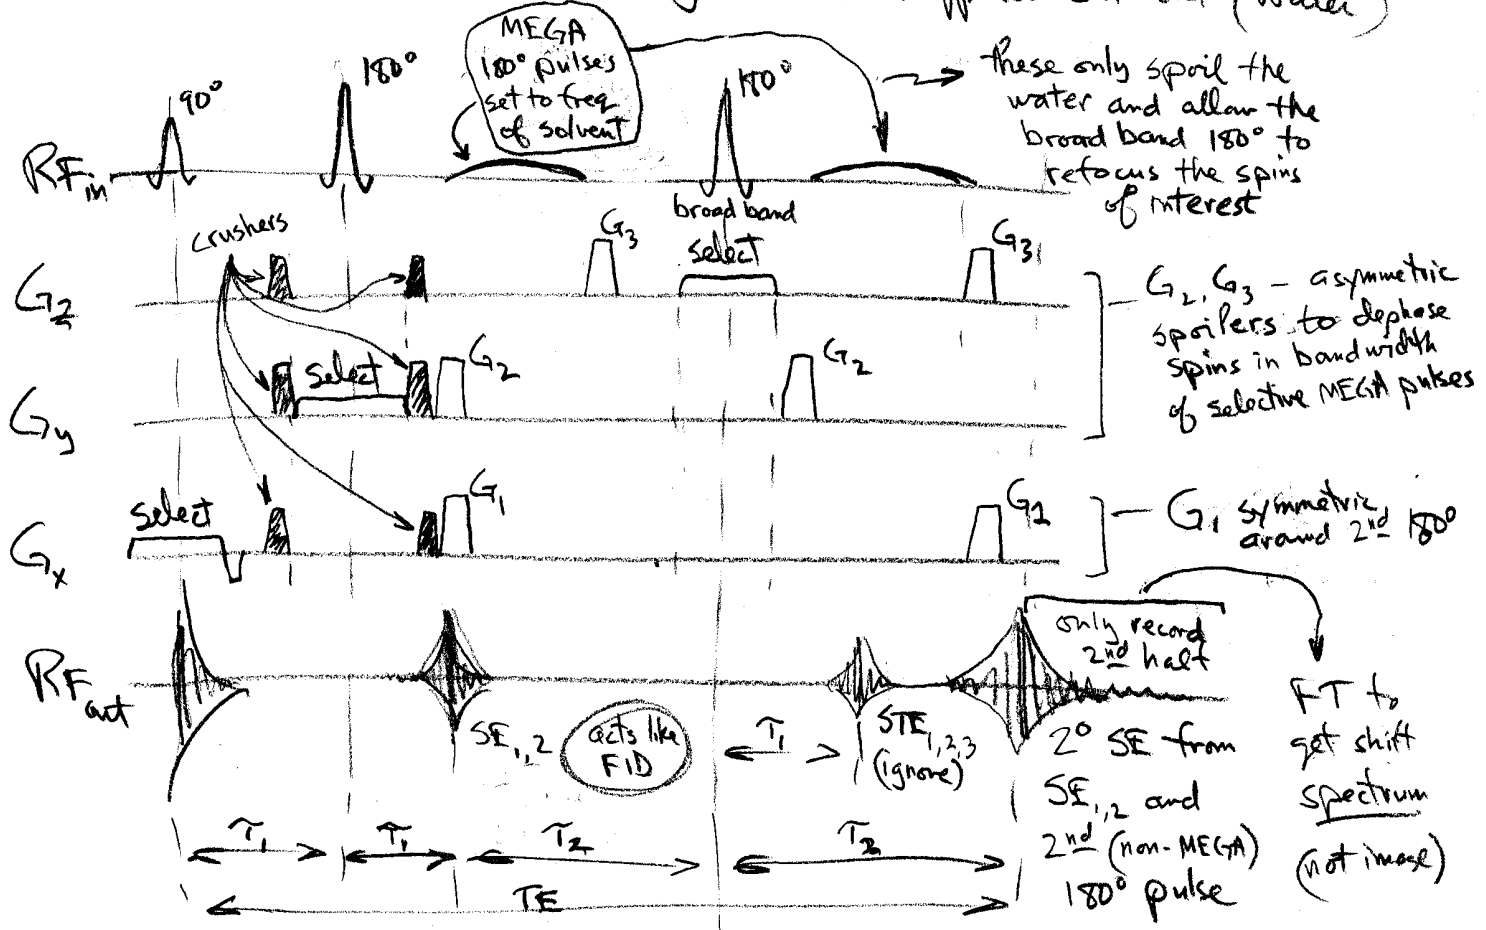 (water)
MEGA
180° pulses
set to freq
of solvent
90°
180°
180°
these only spoil the
water and allow the
broad band 180° to
refocus the spins
of interest
RF in
broad band
crushers
G3
select
G3
Gz
G2, G3 - asymmetric
spoilers to dephase
spins in bandwidth
of selective MEGA pulses
select
G2
G2
Gy
G1
select
G1
G1 symmetric
around 2nd 180°
Gx
only record
2nd half
RF out
SE1,2
acts like
FID
τ1
STE1,2,3
(ignore)
2° SE from
SE1,2 and
2nd (non-MEGA)
180° pulse
FT to
get shift
spectrum
(not image)
τ1
τ1
τ2
τ2
TE